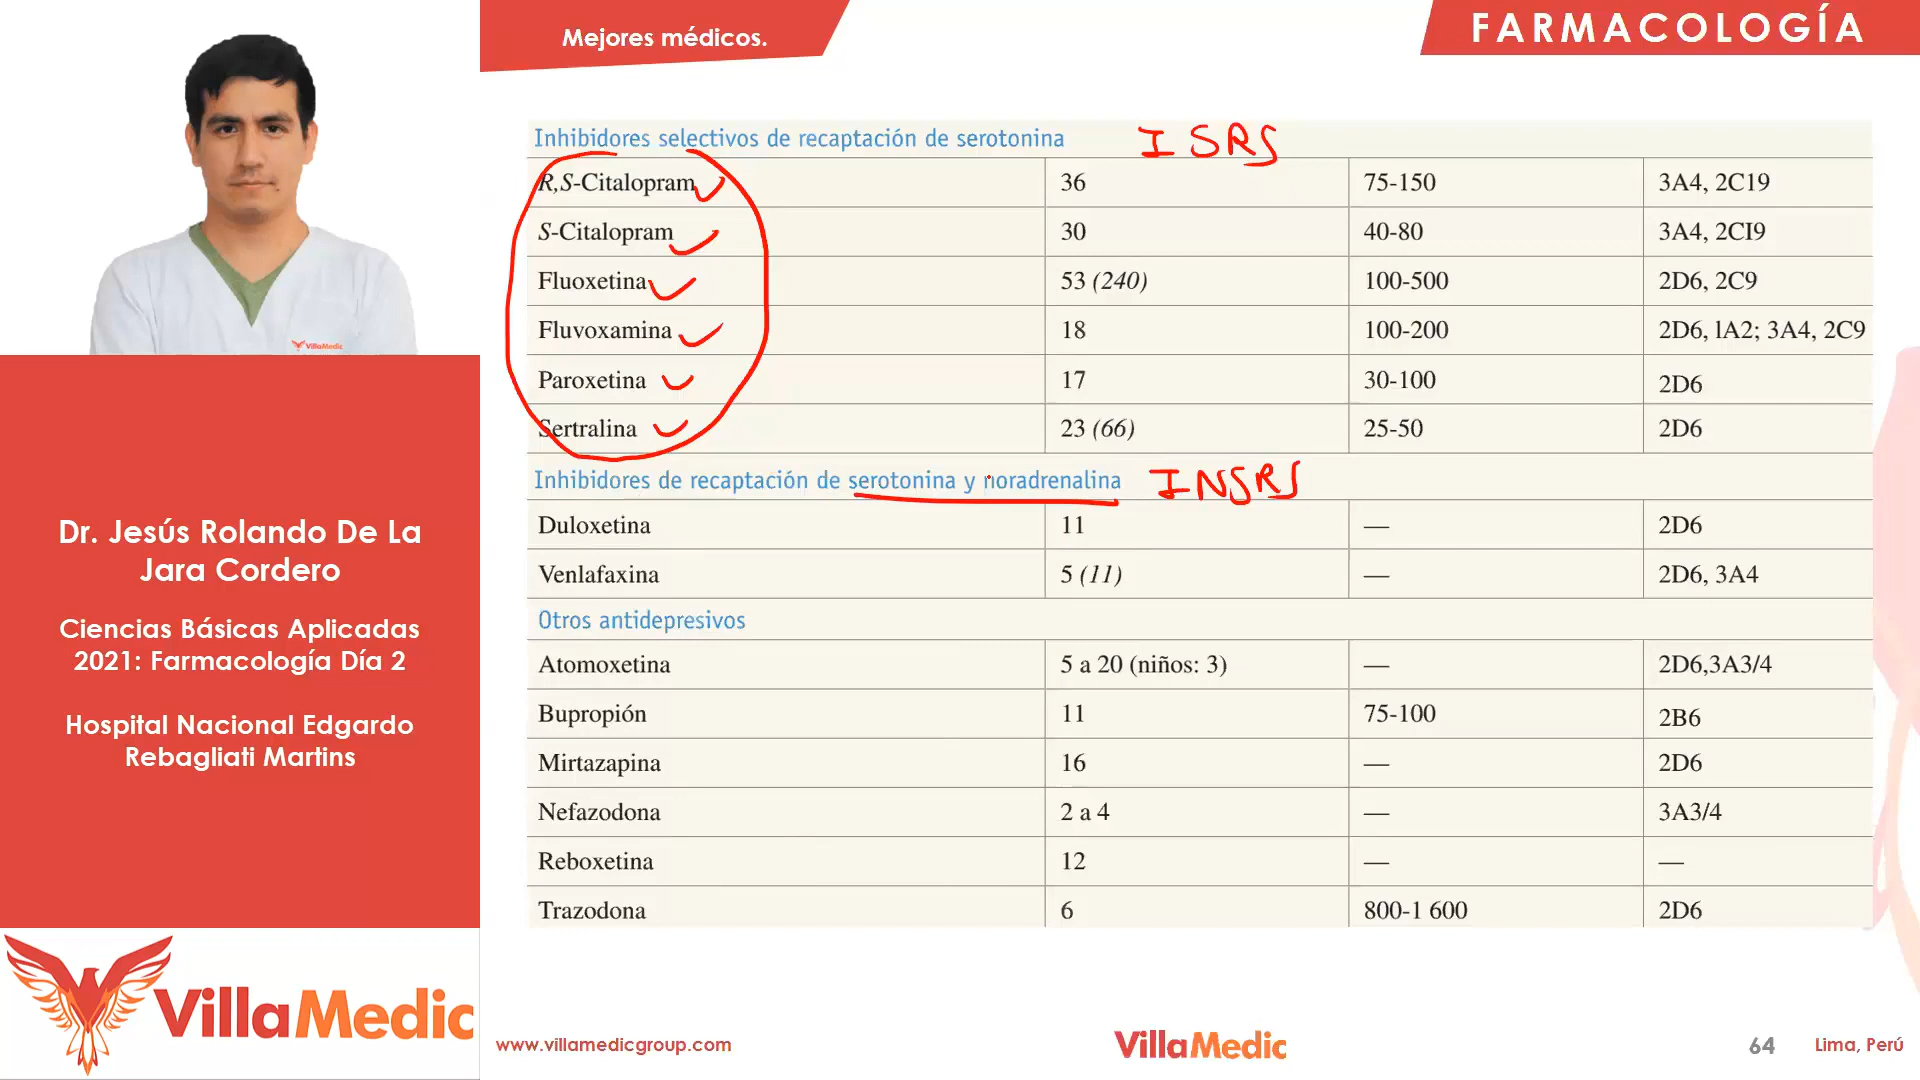 Mejores médicos.
FARMACOLOGÍA
VillaMedic
Dr. Jesús Rolando De La
Jara Cordero
Ciencias Básicas Aplicadas
2021: Farmacología Día 2
Hospital Nacional Edgardo
Rebagliati Martins
VillaMedic
Inhibidores selectivos de recaptación de serotonina ISRS
R,S-Citalopram 36 75-150 3A4, 2C19
S-Citalopram 30 40-80 3A4, 2CI9
Fluoxetina 53 (240) 100-500 2D6, 2C9
Fluvoxamina 18 100-200 2D6, lA2; 3A4, 2C9
Paroxetina 17 30-100 2D6
Sertralina 23 (66) 25-50 2D6
Inhibidores de recaptación de serotonina y noradrenalina INSRS
Duloxetina 11 — 2D6
Venlafaxina 5 (11) — 2D6, 3A4
Otros antidepresivos
Atomoxetina 5 a 20 (niños: 3) — 2D6,3A3/4
Bupropión 11 75-100 2B6
Mirtazapina 16 — 2D6
Nefazodona 2 a 4 — 3A3/4
Reboxetina 12 — —
Trazodona 6 800-1 600 2D6
www.villamedicgroup.com
VillaMedic
64
Lima, Perú